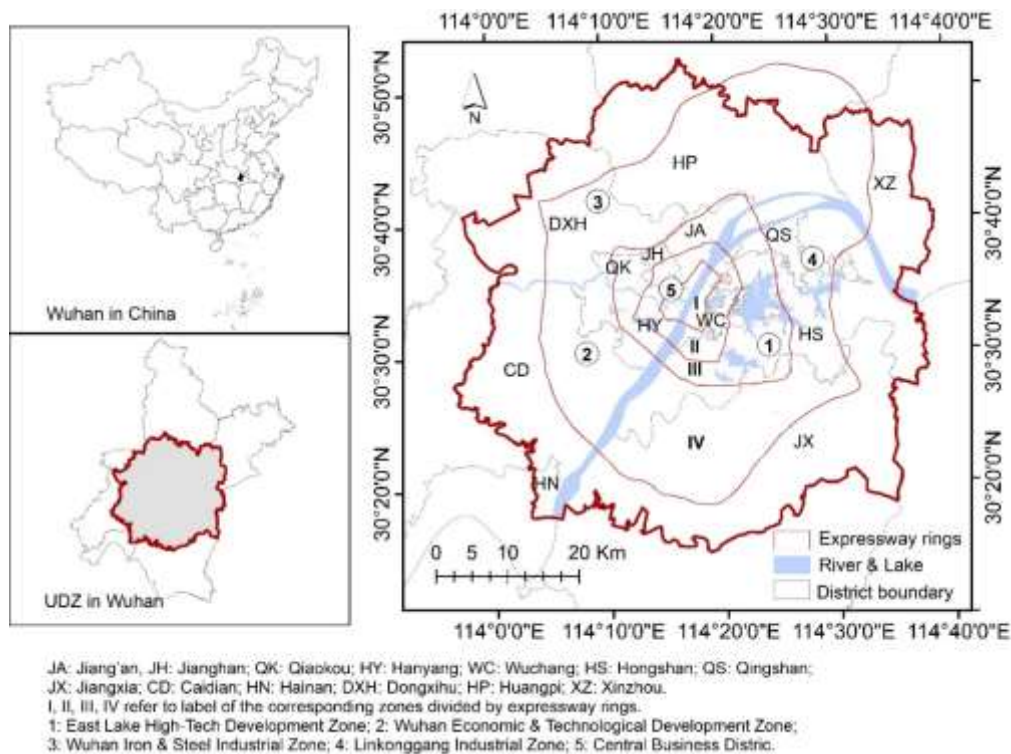 114°0'0"E 114°10'0"E 114°20'0"E 114°30'0"E 114°40'0"E
30°50'0"N
30°40'0"N
30°30'0"N
30°20'0"N
30°40'0"N
30°30'0"N
30°20'0"N
N
HP
XZ
3
DXH
JA
QS
JH
4
QK
5
I
WC
HY
HS
1
II
2
III
CD
IV
JX
HN
0 5 10 20 Km
Expressway rings
River & Lake
District boundary
114°0'0"E 114°10'0"E 114°20'0"E 114°30'0"E 114°40'0"E
Wuhan in China
UDZ in Wuhan
JA: Jiang'an, JH: Jianghan; QK: Qiaokou; HY: Hanyang; WC: Wuchang; HS: Hongshan; QS: Qingshan;
JX: Jiangxia; CD: Caidian; HN: Hainan; DXH: Dongxihu; HP: Huangpi; XZ: Xinzhou.
I, II, III, IV refer to label of the corresponding zones divided by expressway rings.
1: East Lake High-Tech Development Zone; 2: Wuhan Economic & Technological Development Zone;
3: Wuhan Iron & Steel Industrial Zone; 4: Linkonggang Industrial Zone; 5: Central Business Distric.